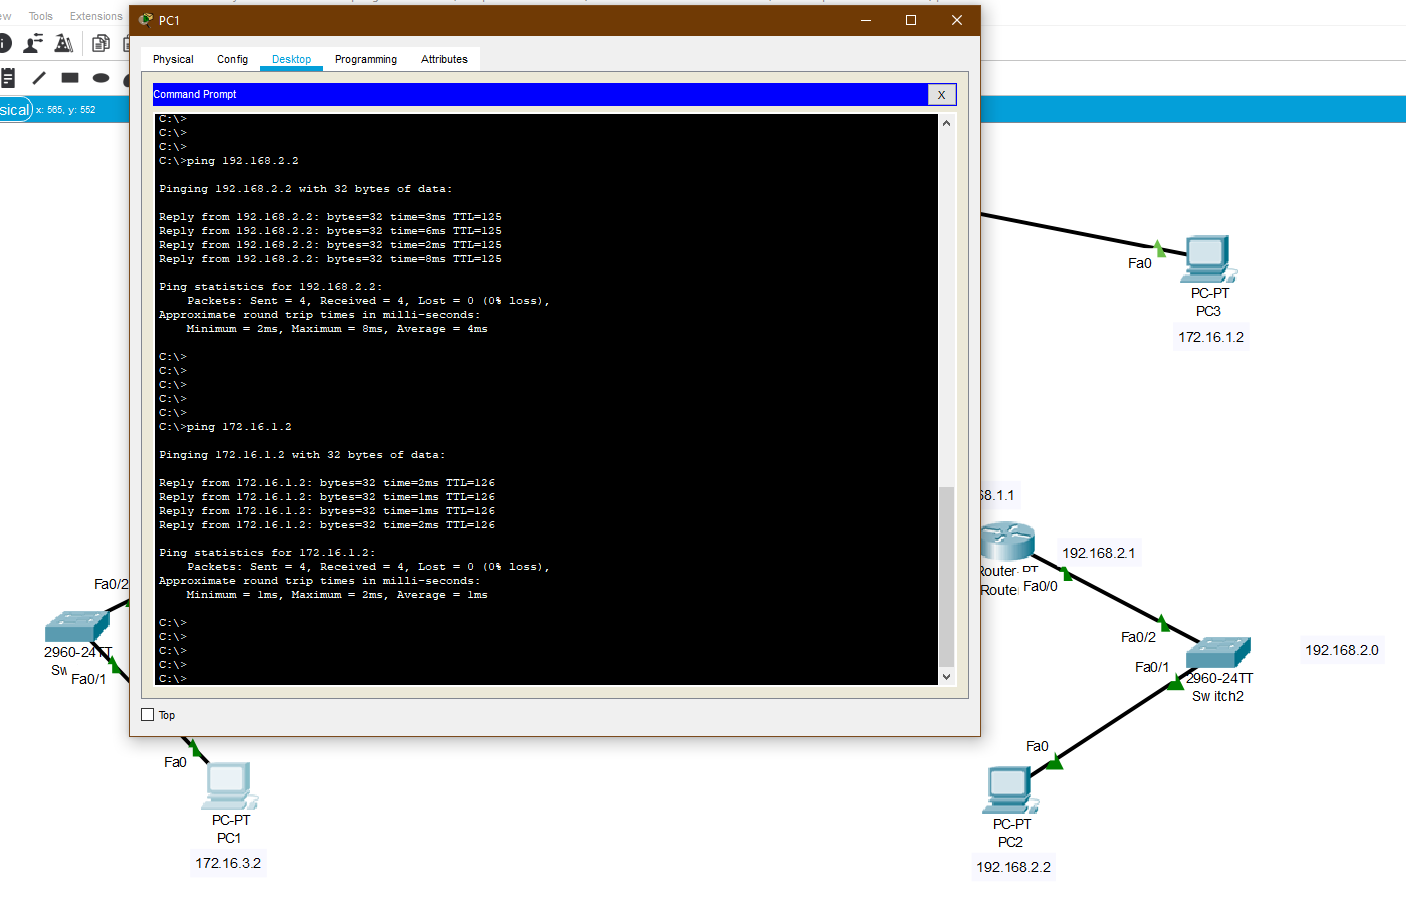 PC1
Tools
Extensions
Physical
Config
Desktop
Programming
Attributes
sical
x: 565, y: 552
Command Prompt
X
C:\>
C:\>
C:\>
C:\>ping 192.168.2.2
Pinging 192.168.2.2 with 32 bytes of data:
Reply from 192.168.2.2: bytes=32 time=3ms TTL=125
Reply from 192.168.2.2: bytes=32 time=6ms TTL=125
Reply from 192.168.2.2: bytes=32 time=2ms TTL=125
Reply from 192.168.2.2: bytes=32 time=8ms TTL=125
Ping statistics for 192.168.2.2:
Packets: Sent = 4, Received = 4, Lost = 0 (0% loss),
Approximate round trip times in milli-seconds:
Minimum = 2ms, Maximum = 8ms, Average = 4ms
C:\>
C:\>
C:\>
C:\>
C:\>
C:\>ping 172.16.1.2
Pinging 172.16.1.2 with 32 bytes of data:
Reply from 172.16.1.2: bytes=32 time=2ms TTL=126
Reply from 172.16.1.2: bytes=32 time=1ms TTL=126
Reply from 172.16.1.2: bytes=32 time=1ms TTL=126
Reply from 172.16.1.2: bytes=32 time=2ms TTL=126
Ping statistics for 172.16.1.2:
Packets: Sent = 4, Received = 4, Lost = 0 (0% loss),
Approximate round trip times in milli-seconds:
Minimum = 1ms, Maximum = 2ms, Average = 1ms
C:\>
C:\>
C:\>
C:\>
C:\>
Top
Fa0
PC-PT
PC3
172.16.1.2
68.1.1
192.168.2.1
Router-PT
Route
Fa0/0
Fa0/2
Fa0/1
2960-24TT
Switch2
192.168.2.0
Fa0
PC-PT
PC2
192.168.2.2
Fa0/2
2960-24TT
Sw
Fa0/1
Fa0
PC-PT
PC1
172.16.3.2